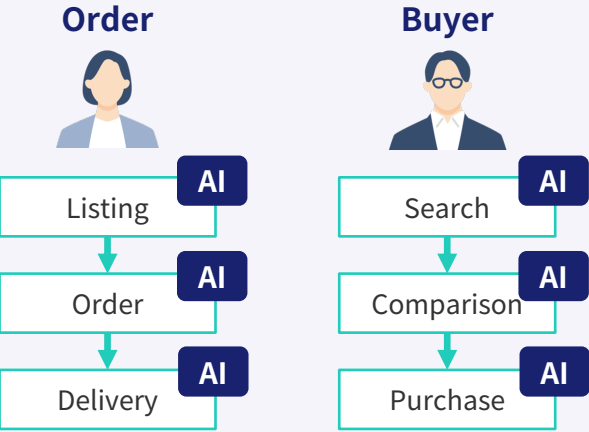 Order
Buyer
AI
Listing
AI
Search
AI
Order
AI
Comparison
AI
Delivery
AI
Purchase